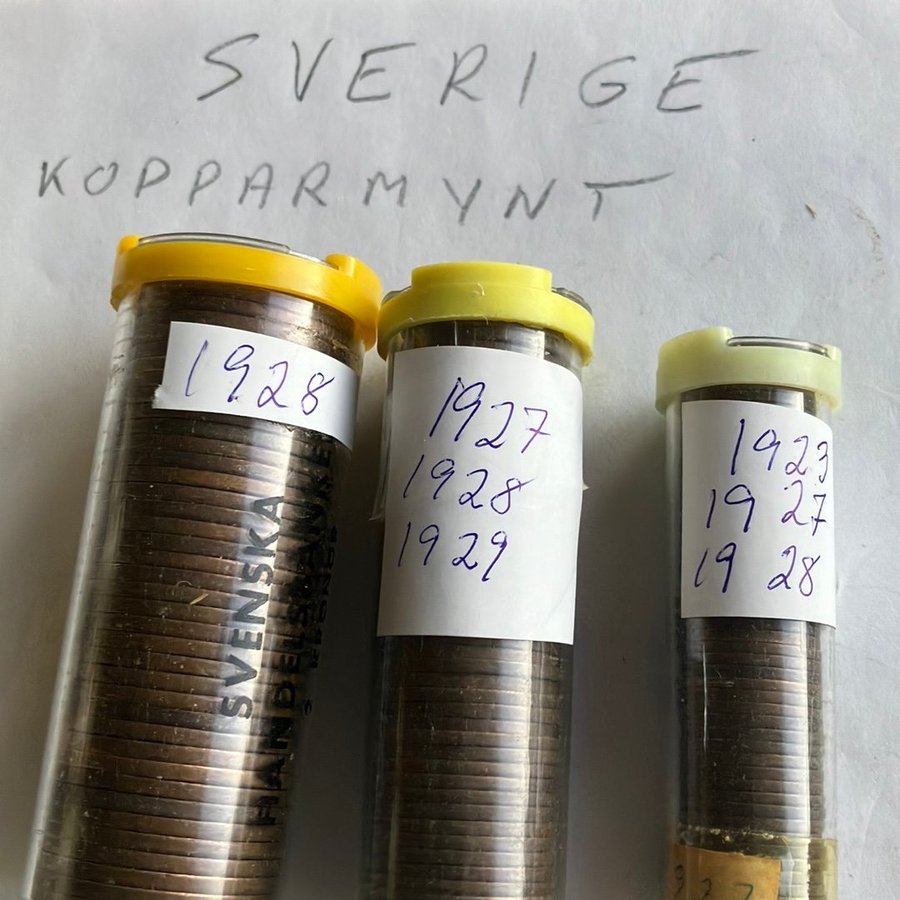 SVERIGE
KOPPARMYNT
1928
SVENSKA
HANDELSBANKEN
1927
1928
1929
1923
1927
1928